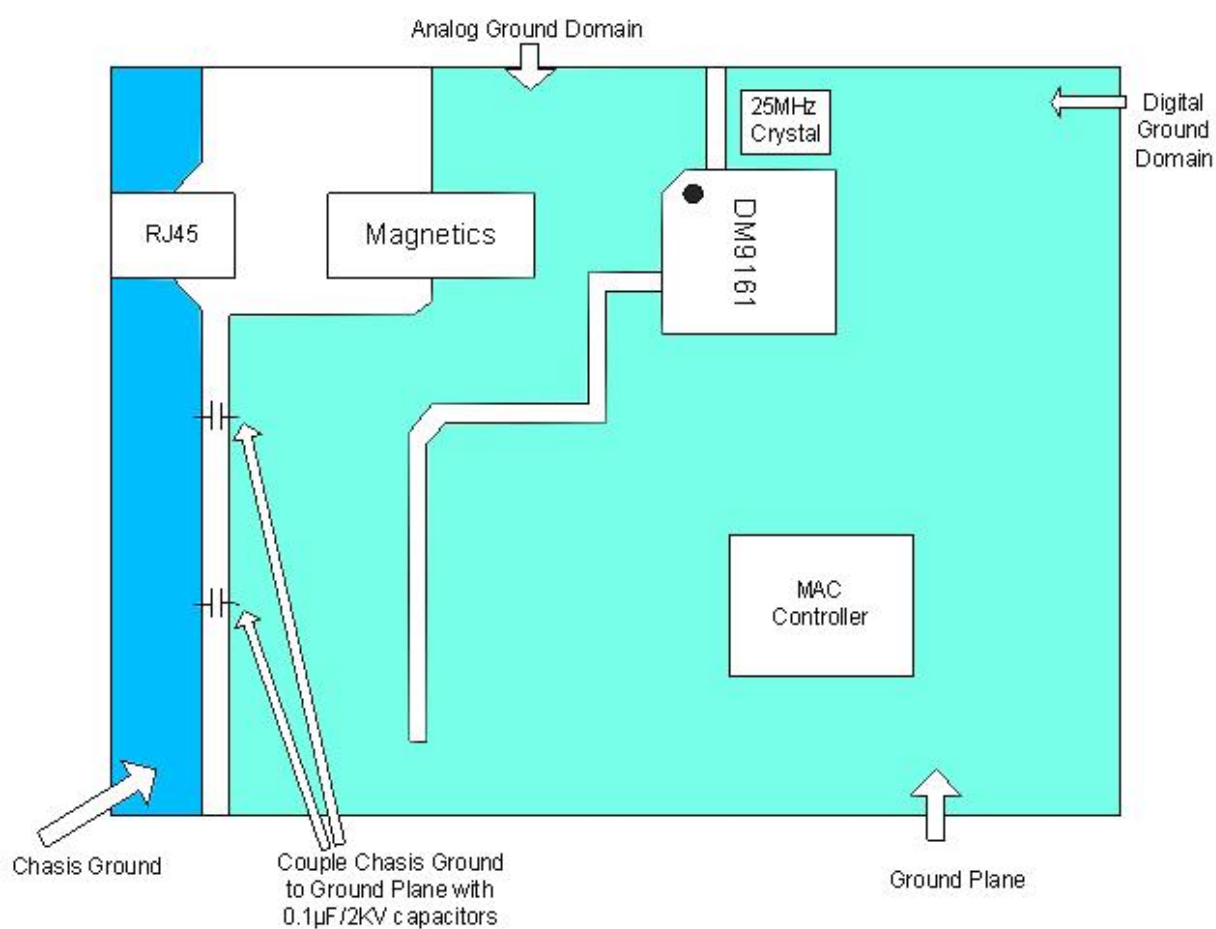 Analog Ground Domain
25MHz
Crystal
Digital
Ground
Domain
RJ45
Magnetics
DM9161
MAC
Controller
Chasis Ground
Couple Chasis Ground
to Ground Plane with
0.1µF/2KV capacitors
Ground Plane